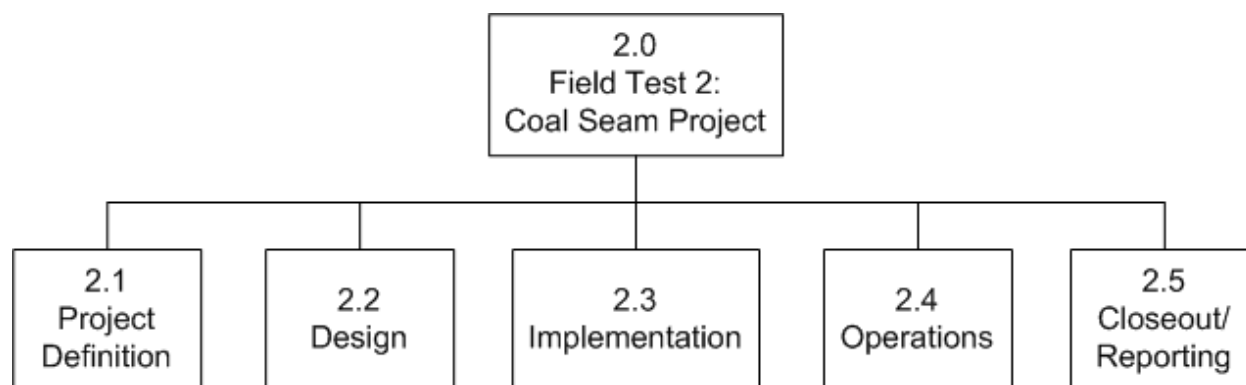 2.0
Field Test 2:
Coal Seam Project
2.1
Project
Definition
2.2
Design
2.3
Implementation
2.4
Operations
2.5
Closeout/
Reporting